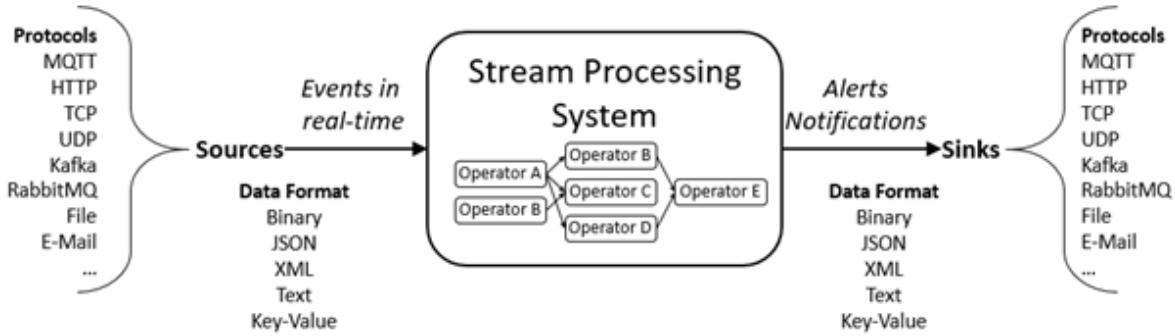 Protocols
MQTT
HTTP
TCP
UDP
Kafka
RabbitMQ
File
E-Mail
...
Sources
Events in
real-time
Data Format
Binary
JSON
XML
Text
Key-Value
Stream Processing
System
Operator A
Operator B
Operator B
Operator C
Operator D
Operator E
Alerts
Notifications
Data Format
Binary
JSON
XML
Text
Key-Value
Sinks
Protocols
MQTT
HTTP
TCP
UDP
Kafka
RabbitMQ
File
E-Mail
...